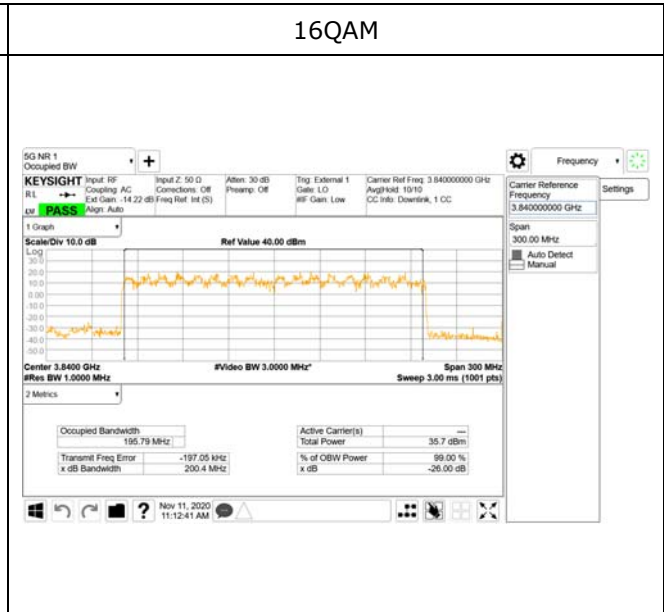 16QAM
5G NR 1
Occupied BW
+
Frequency
KEYSIGHT
Input: RF
Coupling: AC
Ext Gain: -14.22 dB
Align: Auto
Input Z: 50 Ω
Corrections: Off
Freq Ref: Int (S)
Atten: 30 dB
Preamp: Off
Trig: External 1
Gate: LO
#IF Gain: Low
Carrier Ref Freq: 3.840000000 GHz
Avg|Hold: 10/10
CC Info: Downlink, 1 CC
RL
PASS
Carrier Reference
Frequency
3.840000000 GHz
Settings
Span
300.00 MHz
Auto Detect
Manual
1 Graph
Scale/Div 10.0 dB
Ref Value 40.00 dBm
Log
30.0
20.0
10.0
0.00
-10.0
-20.0
-30.0
-40.0
-50.0
Center 3.8400 GHz
#Video BW 3.0000 MHz*
Span 300 MHz
#Res BW 1.0000 MHz
Sweep 3.00 ms (1001 pts)
2 Metrics
Occupied Bandwidth
195.79 MHz
Active Carrier(s)
---
Total Power
35.7 dBm
Transmit Freq Error
-197.05 kHz
% of OBW Power
99.00 %
x dB Bandwidth
200.4 MHz
x dB
-26.00 dB
?
Nov 11, 2020
11:12:41 AM